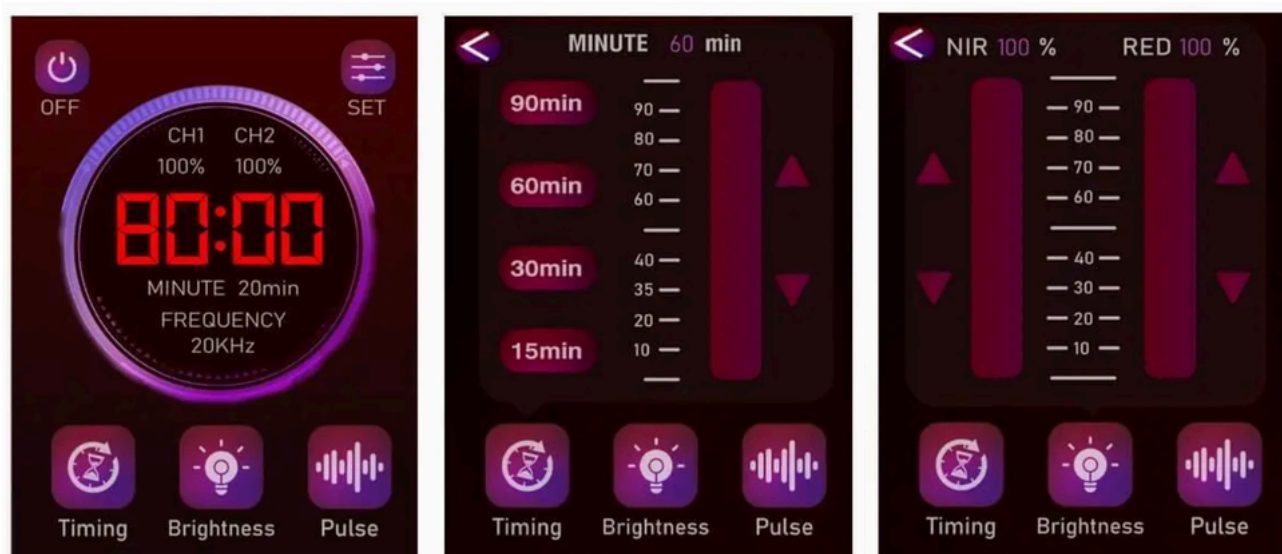 OFF
SET
CH1 CH2
100% 100%
80:00
MINUTE 20min
FREQUENCY
20KHz
Timing Brightness Pulse
MINUTE 60 min
90min
60min
30min
15min
90
80
70
60
40
35
20
10
Timing Brightness Pulse
NIR 100 % RED 100 %
90
80
70
60
40
30
20
10
Timing Brightness Pulse